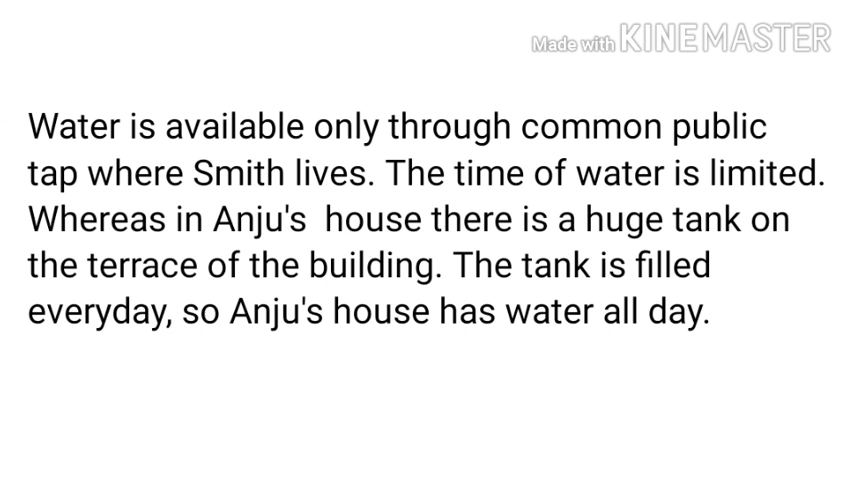 Made with KINEMASTER
Water is available only through common public
tap where Smith lives. The time of water is limited.
Whereas in Anju's  house there is a huge tank on
the terrace of the building. The tank is filled
everyday, so Anju's house has water all day.